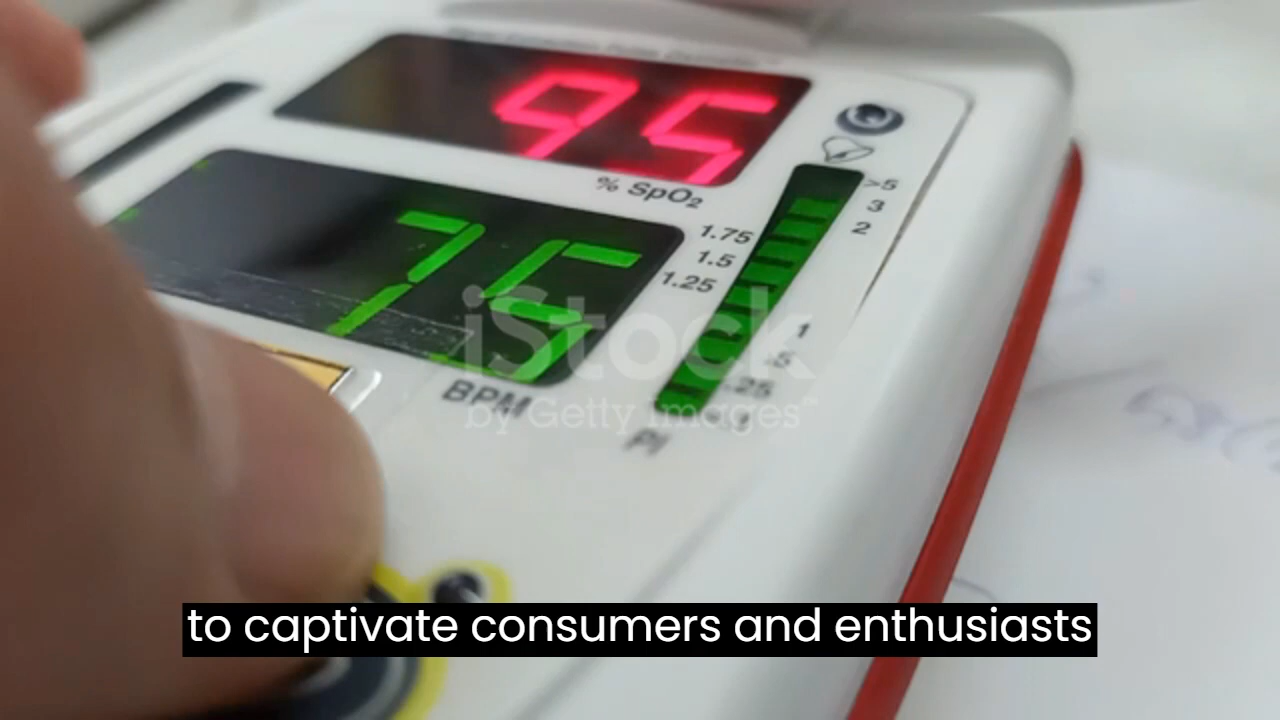 95
% SpO₂
75
BPM
>5
3
2
1.75
1.5
1.25
1
.5
.25
PI
iStock
by Getty Images™
to captivate consumers and enthusiasts